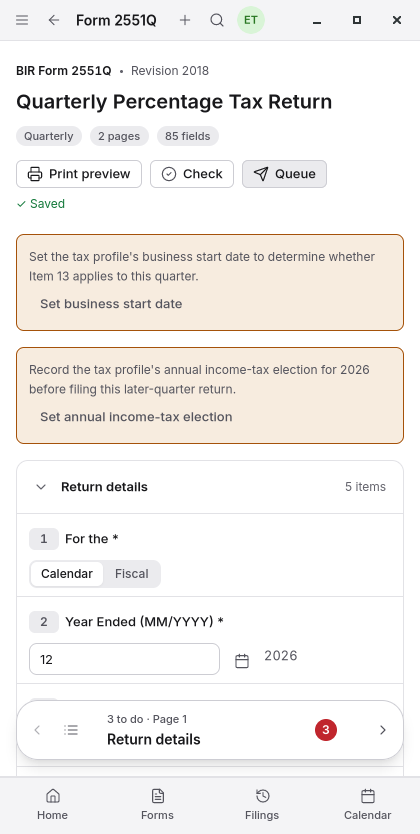 Form 2551Q
ET
BIR Form 2551Q • Revision 2018
Quarterly Percentage Tax Return
Quarterly
2 pages
85 fields
Print preview
Check
Queue
Saved
Set the tax profile's business start date to determine whether
Item 13 applies to this quarter.
Set business start date
Record the tax profile's annual income-tax election for 2026
before filing this later-quarter return.
Set annual income-tax election
Return details
5 items
1 For the *
Calendar
Fiscal
2 Year Ended (MM/YYYY) *
12
2026
3 to do · Page 1
Return details
3
Home
Forms
Filings
Calendar